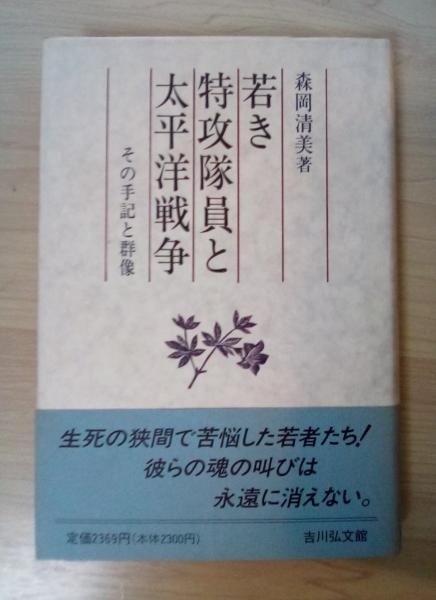 森岡清美著
若き
特攻隊員と
太平洋戦争
その手記と群像
生死の狭間で苦悩した若者たち!
彼らの魂の叫びは
永遠に消えない。
定価2369円(本体2300円)
吉川弘文館